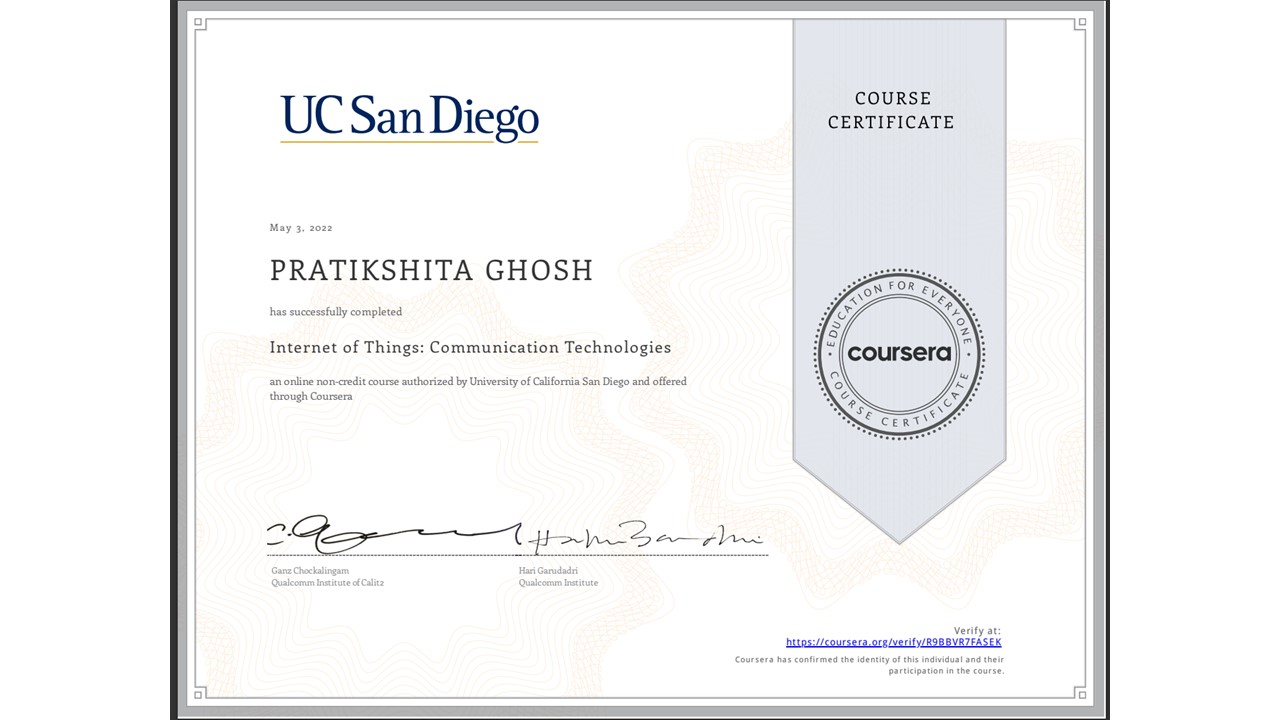 UC San Diego
COURSE
CERTIFICATE
May 3, 2022
PRATIKSHITA GHOSH
has successfully completed
Internet of Things: Communication Technologies
an online non-credit course authorized by University of California San Diego and offered
through Coursera
EDUCATION FOR EVERYONE
coursera
COURSE CERTIFICATE
Ganz Chockalingam
Qualcomm Institute of Calit2
Hari Garudadri
Qualcomm Institute
Verify at:
https://coursera.org/verify/R9BBVR7FASEK
Coursera has confirmed the identity of this individual and their
participation in the course.